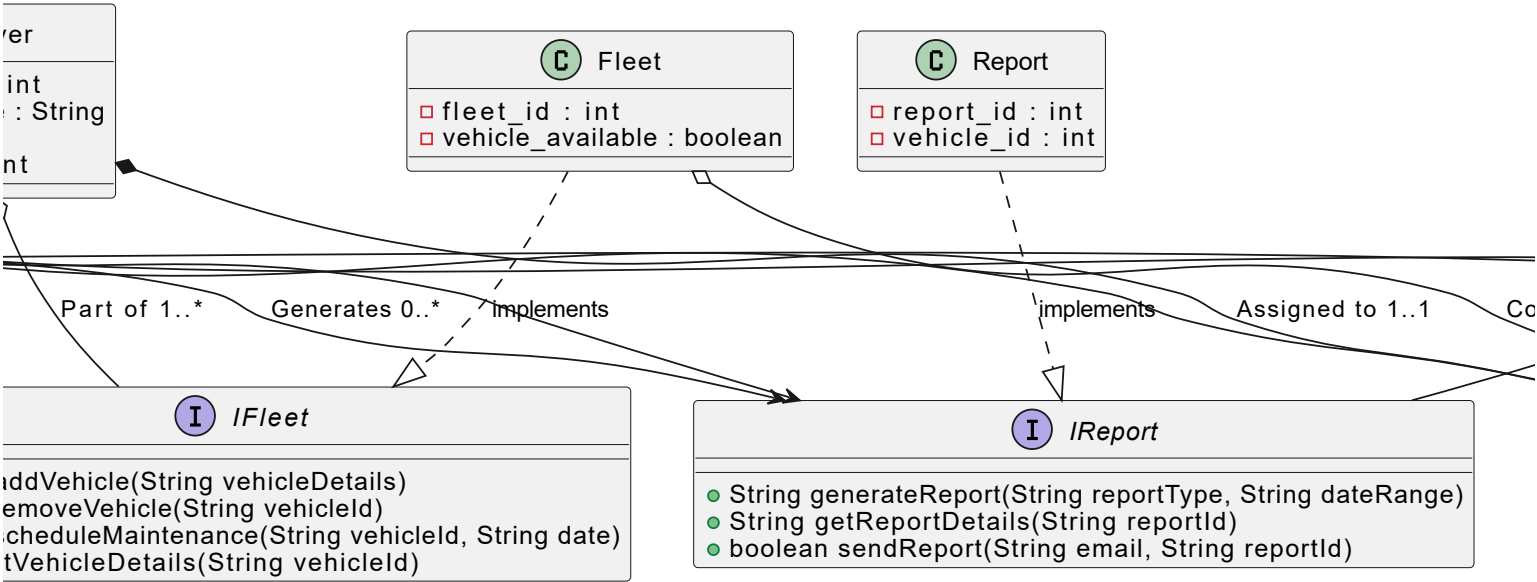 ver
int
: String
nt
C Fleet
fleet_id : int
vehicle_available : boolean
C Report
report_id : int
vehicle_id : int
Part of 1..*
Generates 0..*
implements
implements
Assigned to 1..1
Co
I IFleet
addVehicle(String vehicleDetails)
emoveVehicle(String vehicleId)
cheduleMaintenance(String vehicleId, String date)
tVehicleDetails(String vehicleId)
I IReport
String generateReport(String reportType, String dateRange)
String getReportDetails(String reportId)
boolean sendReport(String email, String reportId)